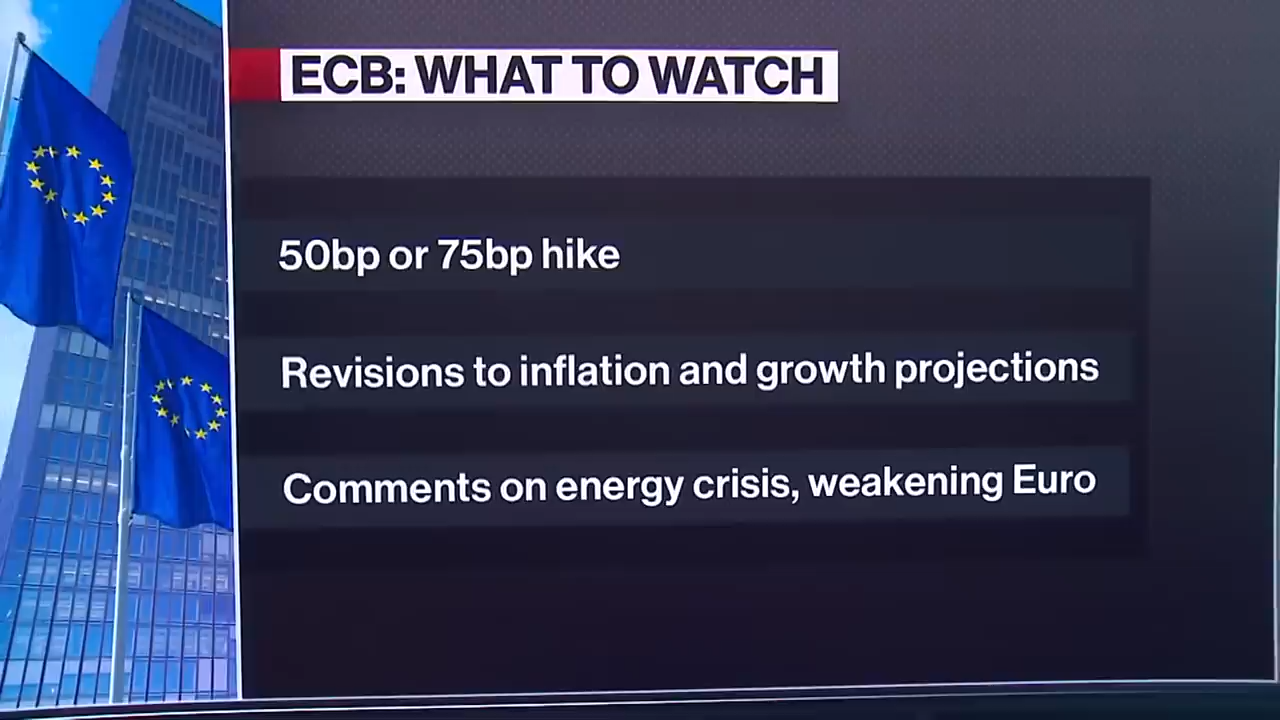 ECB: WHAT TO WATCH
50bp or 75bp hike
Revisions to inflation and growth projections
Comments on energy crisis, weakening Euro